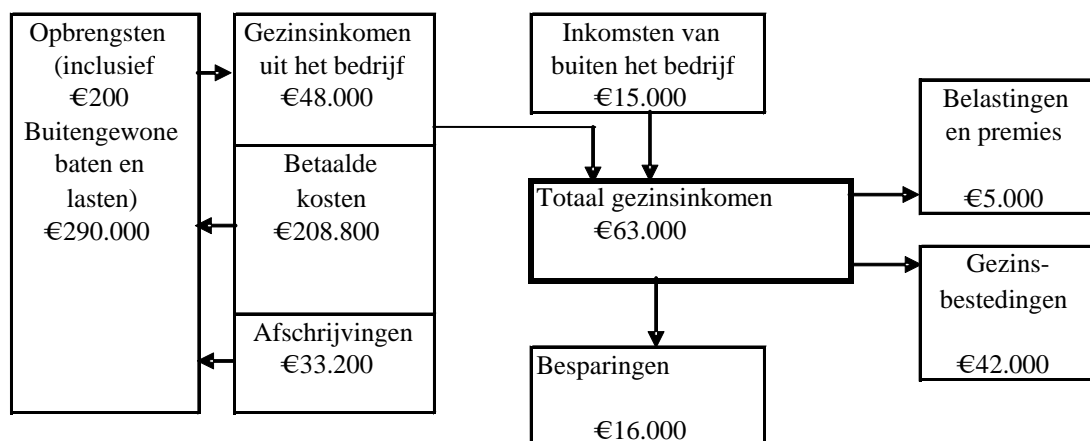 Opbrengsten
(inclusief
€200
Buitengewone
baten en
lasten)
€290.000
Gezinsinkomen
uit het bedrijf
€48.000
Betaalde
kosten
€208.800
Afschrijvingen
€33.200
Inkomsten van
buiten het bedrijf
€15.000
Totaal gezinsinkomen
€63.000
Besparingen
€16.000
Belastingen
en premies
€5.000
Gezins-
bestedingen
€42.000